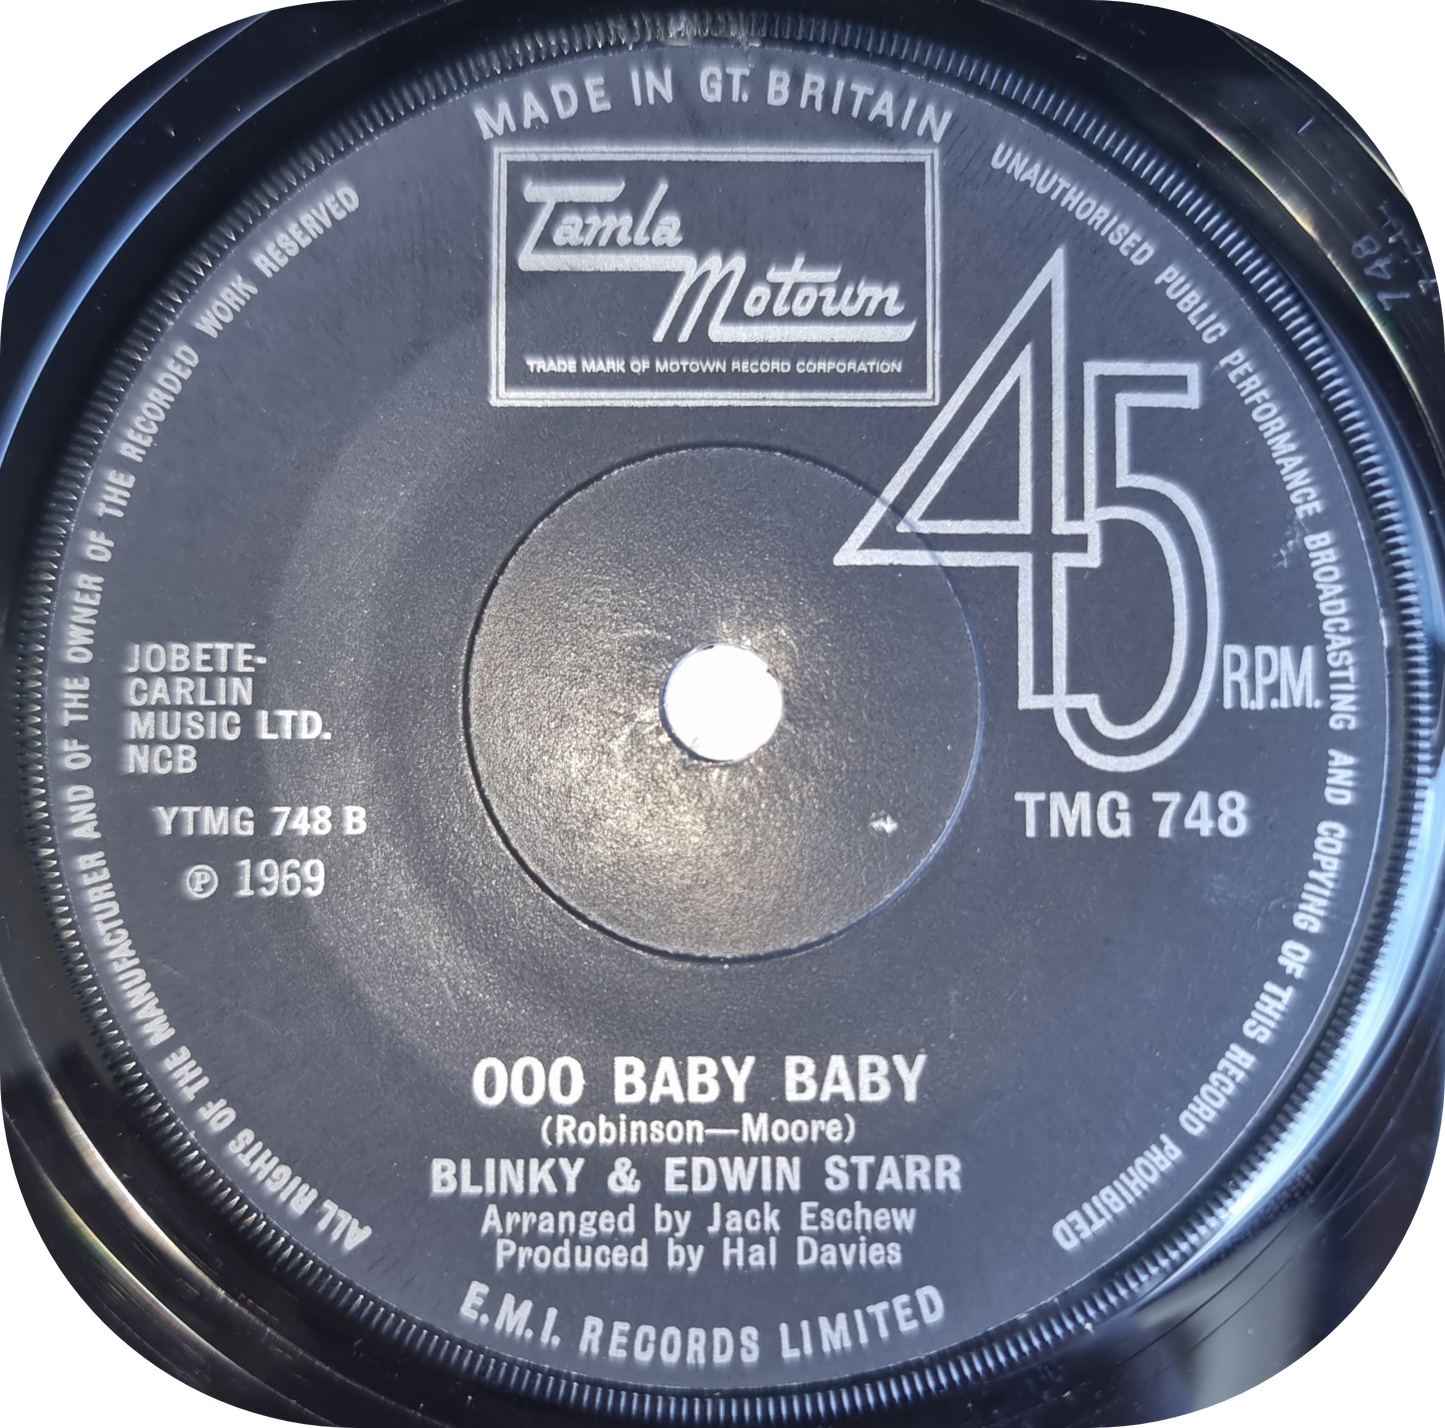 MADE IN GT. BRITAIN
Tamla
Motown
TRADE MARK OF MOTOWN RECORD CORPORATION
UNAUTHORISED PUBLIC PERFORMANCE BROADCASTING AND COPYING OF THIS RECORD PROHIBITED
ALL RIGHTS OF THE MANUFACTURER AND OF THE OWNER OF THE RECORDED WORK RESERVED
45
R.P.M.
JOBETE-
CARLIN
MUSIC LTD.
NCB
YTMG 748 B
℗ 1969
TMG 748
OOO BABY BABY
(Robinson—Moore)
BLINKY & EDWIN STARR
Arranged by Jack Eschew
Produced by Hal Davies
E.M.I. RECORDS LIMITED
748